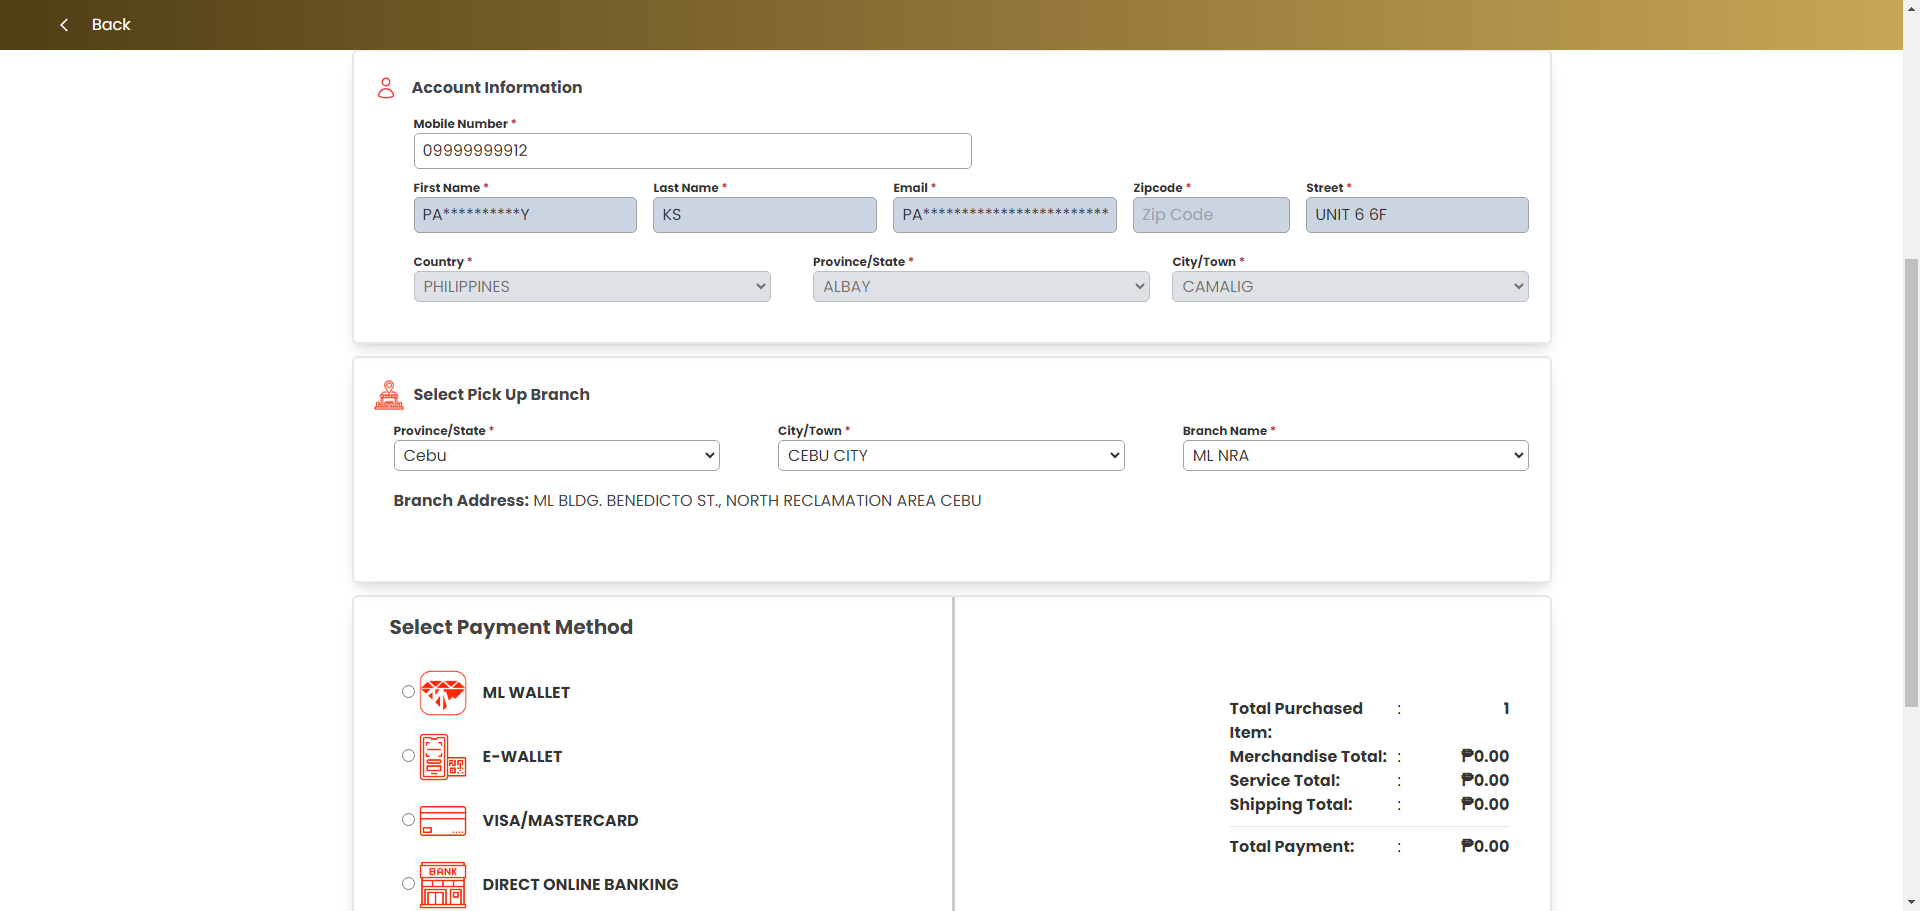 Back
Account Information
Mobile Number *
09999999912
First Name * Last Name * Email * Zipcode * Street *
PA**********Y KS PA************************ Zip Code UNIT 6 6F
Country * Province/State * City/Town *
PHILIPPINES ALBAY CAMALIG
Select Pick Up Branch
Province/State * City/Town * Branch Name *
Cebu CEBU CITY ML NRA
Branch Address: ML BLDG. BENEDICTO ST., NORTH RECLAMATION AREA CEBU
Select Payment Method
ML WALLET
E-WALLET
VISA/MASTERCARD
BANK
DIRECT ONLINE BANKING
Total Purchased : 1
Item:
Merchandise Total: : ₱0.00
Service Total: : ₱0.00
Shipping Total: : ₱0.00
Total Payment: : ₱0.00